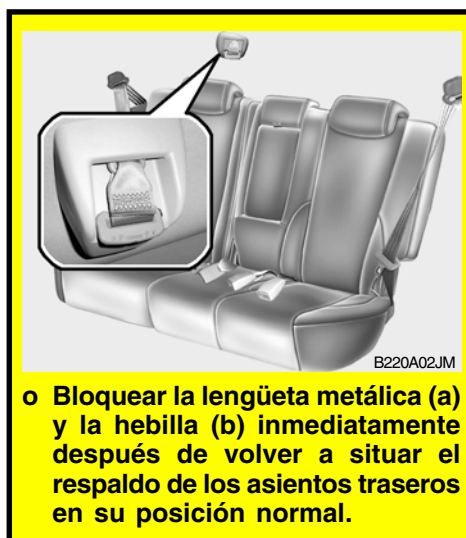 B220A02JM
o Bloquear la lengüeta metálica (a)
y la hebilla (b) inmediatamente
después de volver a situar el
respaldo de los asientos traseros
en su posición normal.